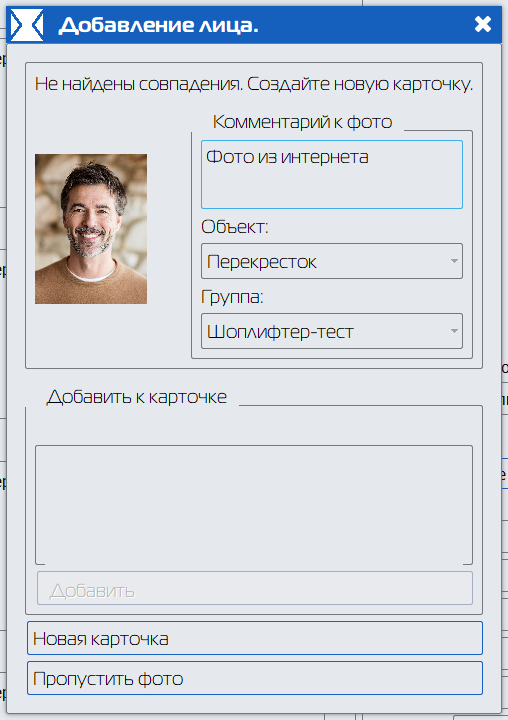 Добавление лица.
Не найдены совпадения. Создайте новую карточку.
Комментарий к фото
Фото из интернета
Объект:
Перекресток
Группа:
Шоплифтер-тест
Добавить к карточке
Добавить
Новая карточка
Пропустить фото